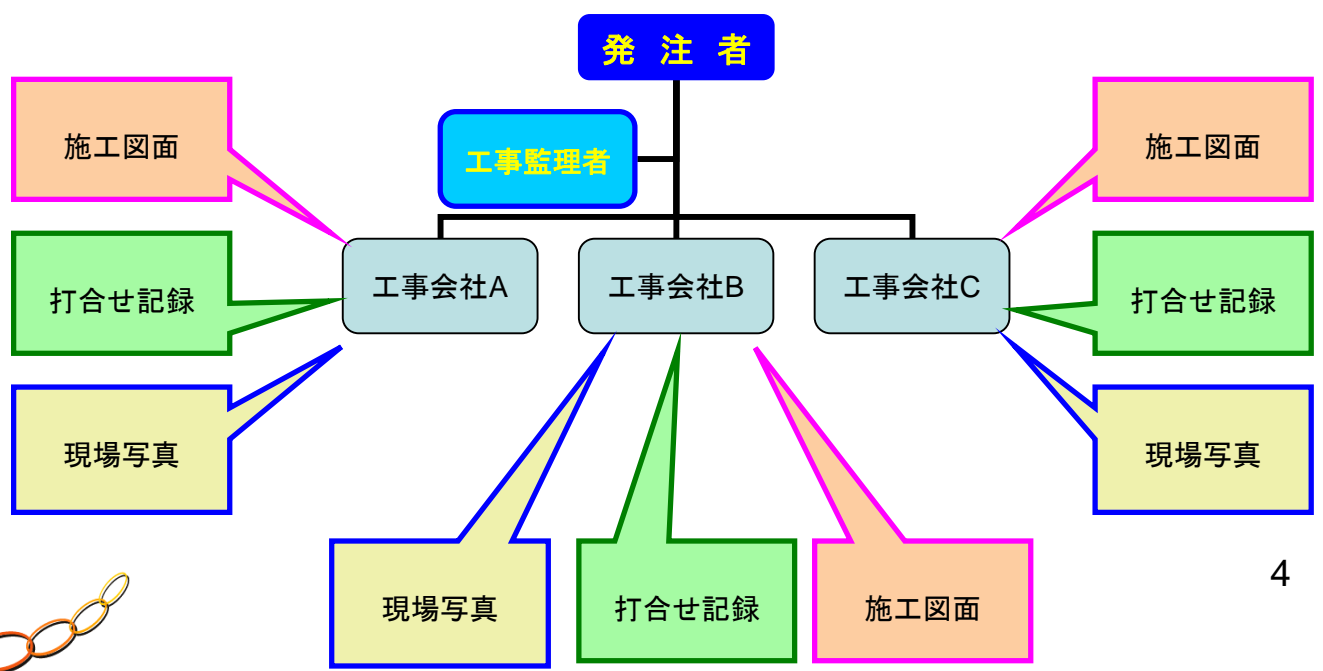 発 注 者
工事監理者
施工図面
施工図面
工事会社A
工事会社B
工事会社C
打合せ記録
打合せ記録
現場写真
現場写真
現場写真
打合せ記録
施工図面
4